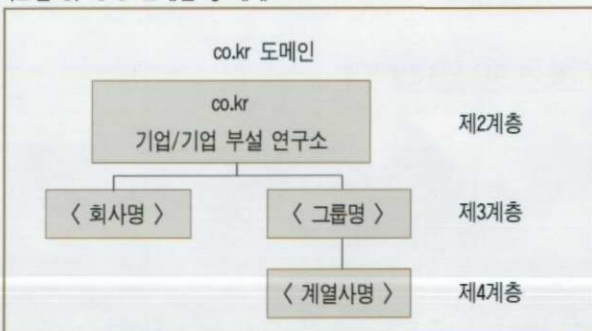 co.kr 도메인
co.kr
기업/기업 부설 연구소
제2계층
〈 회사명 〉
〈 그룹명 〉
제3계층
〈 계열사명 〉
제4계층